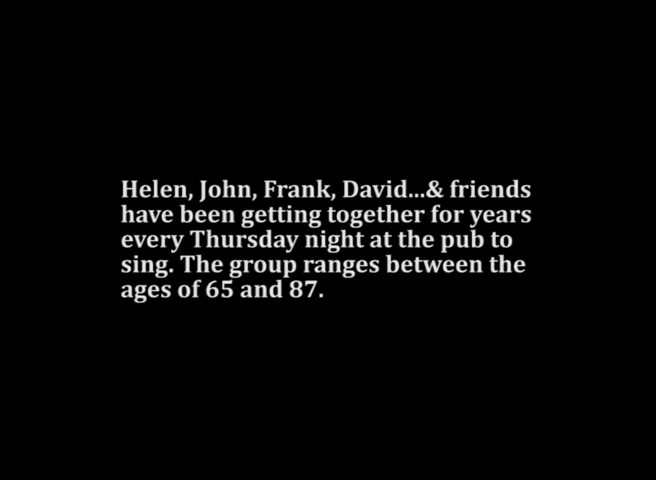 Helen, John, Frank, David...& friends
have been getting together for years
every Thursday night at the pub to
sing. The group ranges between the
ages of 65 and 87.